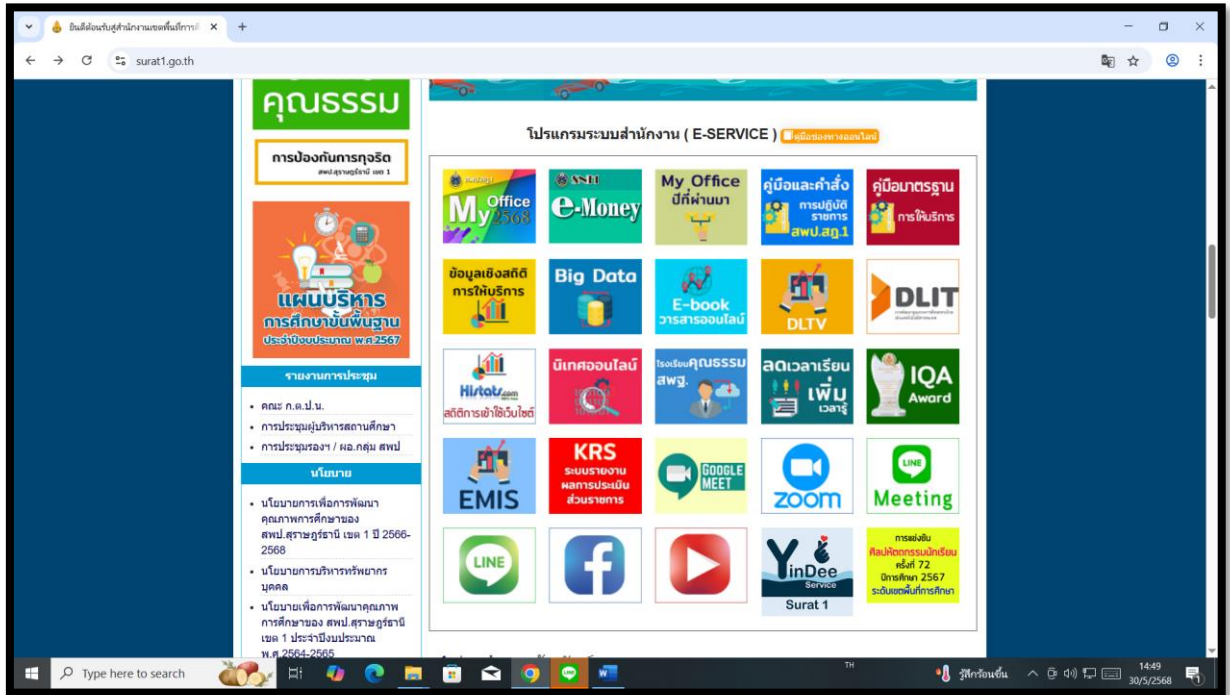 ยินดีต้อนรับสู่สำนักงานเขตพื้นที่การศึ
surat1.go.th
คุณธรรม
การป้องกันการทุจริต
สพป.สุราษฎร์ธานี เขต 1
แผนบริหาร
การศึกษาขั้นพื้นฐาน
ประจำปีงบประมาณ พ.ศ.2567
รายงานการประชุม
คณะ ก.ต.ป.น.
การประชุมผู้บริหารสถานศึกษา
การประชุมรองฯ / ผอ.กลุ่ม สพป
นโยบาย
นโยบายการเพื่อการพัฒนา
คุณภาพการศึกษาของ
สพป.สุราษฎร์ธานี เขต 1 ปี 2566-
2568
นโยบายการบริหารทรัพยากร
บุคคล
นโยบายเพื่อการพัฒนาคุณภาพ
การศึกษาของ สพป.สุราษฎร์ธานี
เขต 1 ประจำปีงบประมาณ
พ.ศ.2564-2565
โปรแกรมระบบสำนักงาน ( E-SERVICE ) คู่มือช่องทางออนไลน์
My Office 2568
e-Money
My Office
ปีที่ผ่านมา
คู่มือและคำสั่ง
การปฏิบัติ
ราชการ
สพป.สฎ.1
คู่มือมาตรฐาน
การให้บริการ
ข้อมูลเชิงสถิติ
การให้บริการ
Big Data
E-book
วารสารออนไลน์
DLTV
DLIT
Histats.com
สถิติการเข้าใช้เว็บไซต์
นิเทศออนไลน์
โรงเรียนคุณธรรม
สพฐ.
ลดเวลาเรียน
เพิ่ม
เวลารู้
IQA
Award
EMIS
KRS
ระบบรายงาน
ผลการประเมิน
ส่วนราชการ
GOOGLE
MEET
zoom
LINE
Meeting
LINE
YinDee
Service
Surat 1
การแข่งขัน
ศิลปหัตถกรรมนักเรียน
ครั้งที่ 72
ปีการศึกษา 2567
ระดับเขตพื้นที่การศึกษา
Type here to search
TH
รู้สึกร้อนขึ้น
14:49
30/5/2568